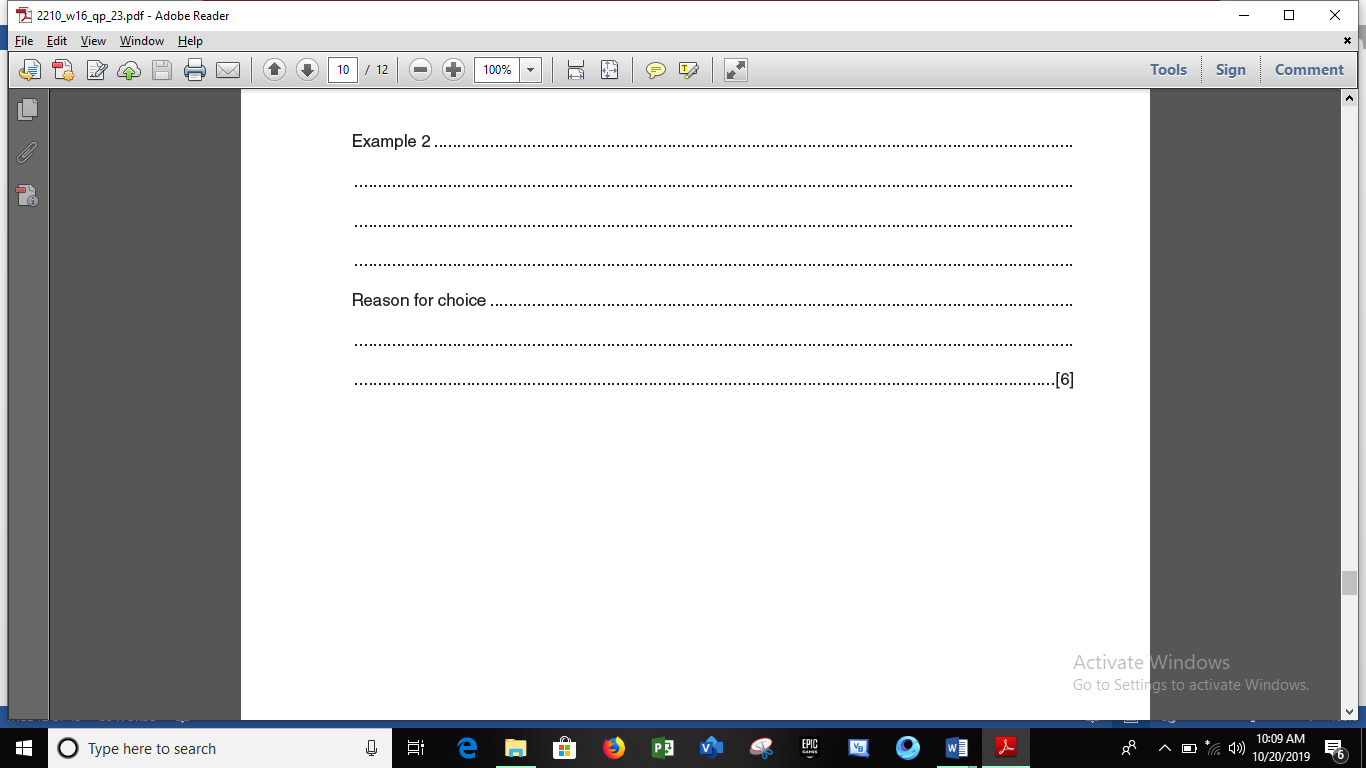 2210_w16_qp_23.pdf - Adobe Reader
File Edit View Window Help
10 / 12 100% Tools Sign Comment
Example 2 ........................................................................................................................
........................................................................................................................
........................................................................................................................
........................................................................................................................
Reason for choice ........................................................................................................................
........................................................................................................................
........................................................................................................................[6]
Activate Windows
Go to Settings to activate Windows.
Type here to search
10:09 AM
10/20/2019
6